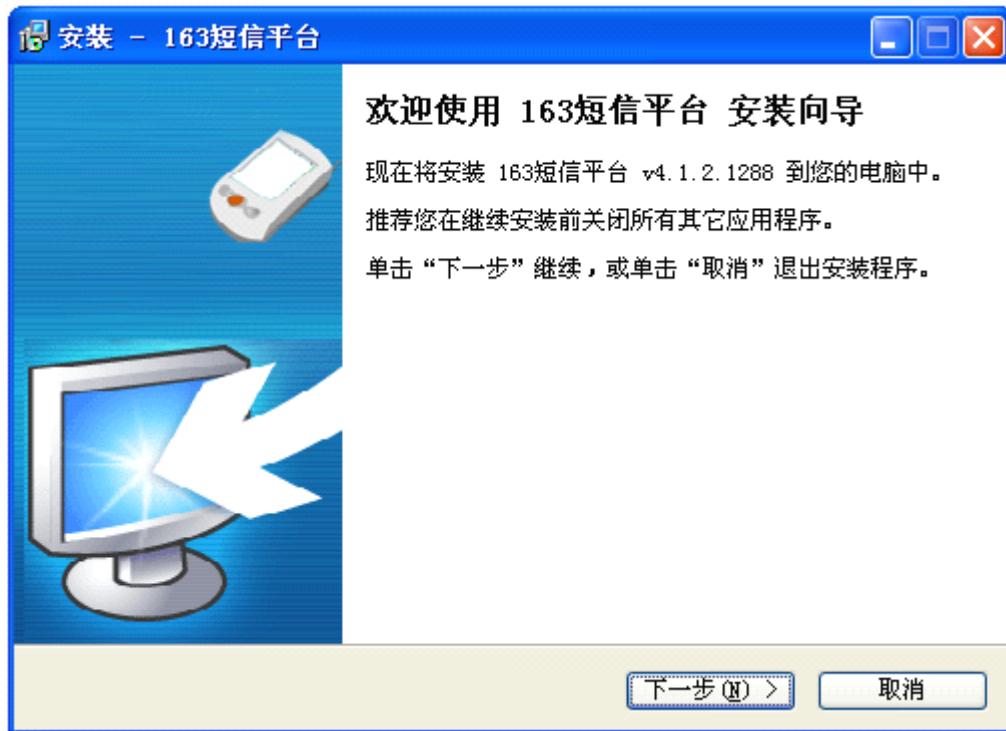 安装 - 163短信平台
欢迎使用 163短信平台 安装向导
现在将安装 163短信平台 v4.1.2.1288 到您的电脑中。
推荐您在继续安装前关闭所有其它应用程序。
单击“下一步”继续，或单击“取消”退出安装程序。
下一步(N) >
取消